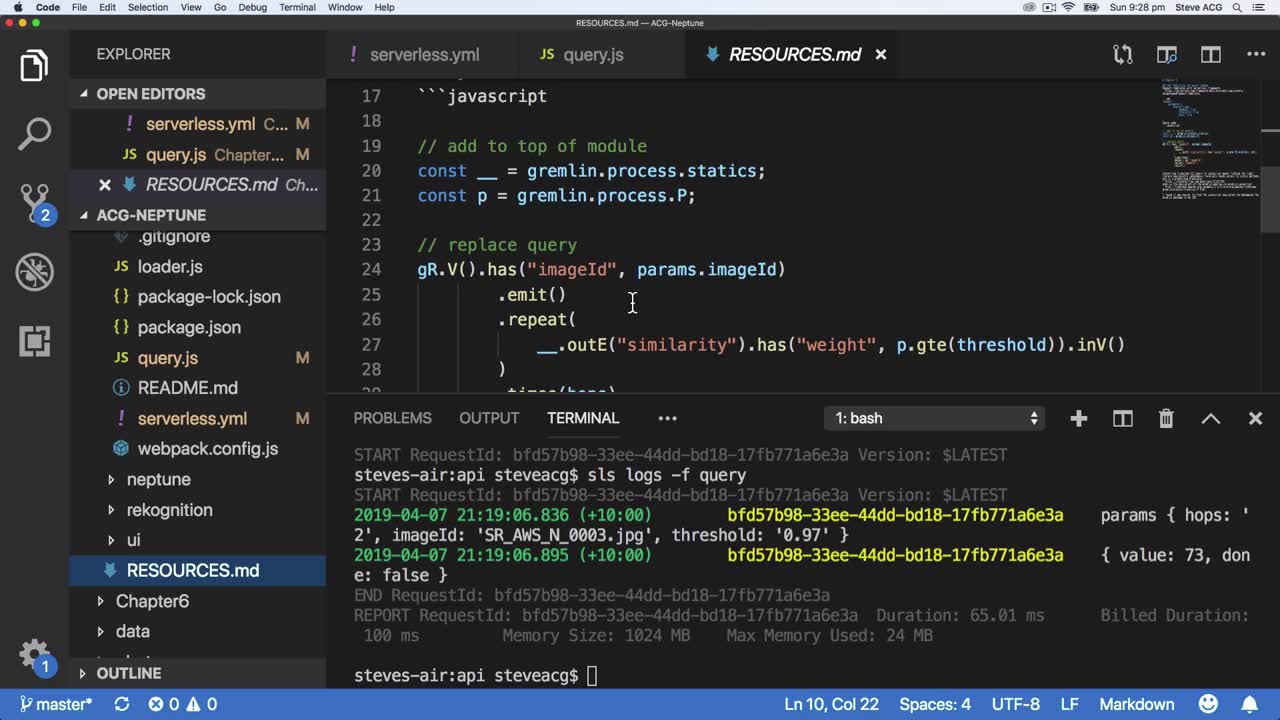 Code File Edit Selection View Go Debug Terminal Window Help Sun 9:28 pm Steve ACG
RESOURCES.md — ACG-Neptune
EXPLORER
! serverless.yml JS query.js RESOURCES.md
OPEN EDITORS
! serverless.yml C... M
JS query.js Chapter... M
RESOURCES.md Ch...
ACG-NEPTUNE
.gitignore
JS loader.js
{} package-lock.json
{} package.json
JS query.js M
README.md
! serverless.yml M
webpack.config.js
neptune
rekognition
ui
RESOURCES.md
Chapter6
data
OUTLINE
2
1
17 ```javascript
18
19 // add to top of module
20 const __ = gremlin.process.statics;
21 const p = gremlin.process.P;
22
23 // replace query
24 gR.V().has("imageId", params.imageId)
25 .emit()
26 .repeat(
27 __.outE("similarity").has("weight", p.gte(threshold)).inV()
28 )
PROBLEMS OUTPUT TERMINAL ••• 1: bash
START RequestId: bfd57b98-33ee-44dd-bd18-17fb771a6e3a Version: $LATEST
steves-air:api steveacg$ sls logs -f query
START RequestId: bfd57b98-33ee-44dd-bd18-17fb771a6e3a Version: $LATEST
2019-04-07 21:19:06.836 (+10:00) bfd57b98-33ee-44dd-bd18-17fb771a6e3a params { hops: '
2', imageId: 'SR_AWS_N_0003.jpg', threshold: '0.97' }
2019-04-07 21:19:06.895 (+10:00) bfd57b98-33ee-44dd-bd18-17fb771a6e3a { value: 73, don
e: false }
END RequestId: bfd57b98-33ee-44dd-bd18-17fb771a6e3a
REPORT RequestId: bfd57b98-33ee-44dd-bd18-17fb771a6e3a Duration: 65.01 ms Billed Duration:
100 ms Memory Size: 1024 MB Max Memory Used: 24 MB
steves-air:api steveacg$
master* 0 0 Ln 10, Col 22 Spaces: 4 UTF-8 LF Markdown